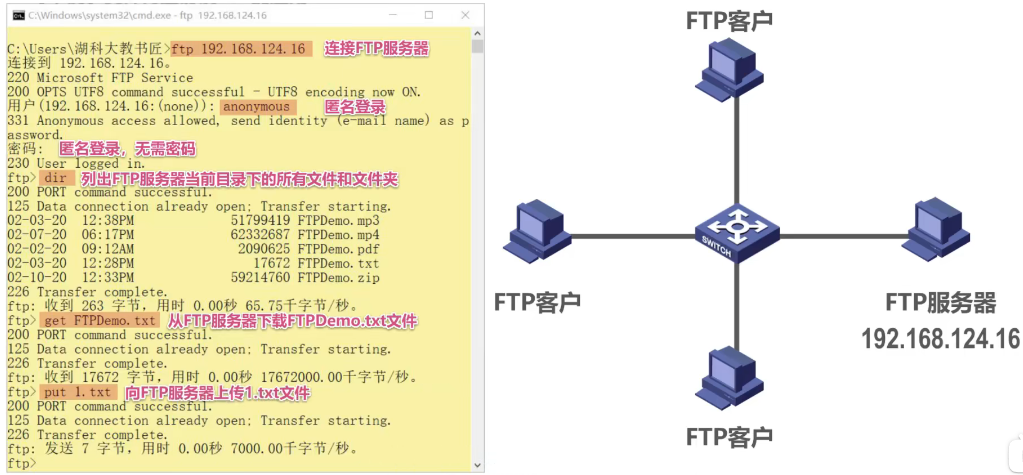 C:\Windows\system32\cmd.exe - ftp 192.168.124.16
C:\Users\湖科大教书匠>ftp 192.168.124.16 连接FTP服务器
连接到 192.168.124.16。
220 Microsoft FTP Service
200 OPTS UTF8 command successful - UTF8 encoding now ON.
用户(192.168.124.16:(none)): anonymous 匿名登录
331 Anonymous access allowed, send identity (e-mail name) as p
assword.
密码: 匿名登录，无需密码
230 User logged in.
ftp> dir 列出FTP服务器当前目录下的所有文件和文件夹
200 PORT command successful.
125 Data connection already open; Transfer starting.
02-03-20 12:38PM 51799419 FTPDemo.mp3
02-07-20 06:17PM 62332687 FTPDemo.mp4
02-02-20 09:12AM 2090625 FTPDemo.pdf
02-03-20 12:28PM 17672 FTPDemo.txt
02-10-20 12:33PM 59214760 FTPDemo.zip
226 Transfer complete.
ftp: 收到 263 字节，用时 0.00秒 65.75千字节/秒。
ftp> get FTPDemo.txt 从FTP服务器下载FTPDemo.txt文件
200 PORT command successful.
125 Data connection already open; Transfer starting.
226 Transfer complete.
ftp: 收到 17672 字节，用时 0.00秒 17672000.00千字节/秒。
ftp> put 1.txt 向FTP服务器上传1.txt文件
200 PORT command successful.
125 Data connection already open; Transfer starting.
226 Transfer complete.
ftp: 发送 7 字节，用时 0.00秒 7000.00千字节/秒。
ftp>
FTP客户
SWITCH
FTP客户
FTP服务器
192.168.124.16
FTP客户